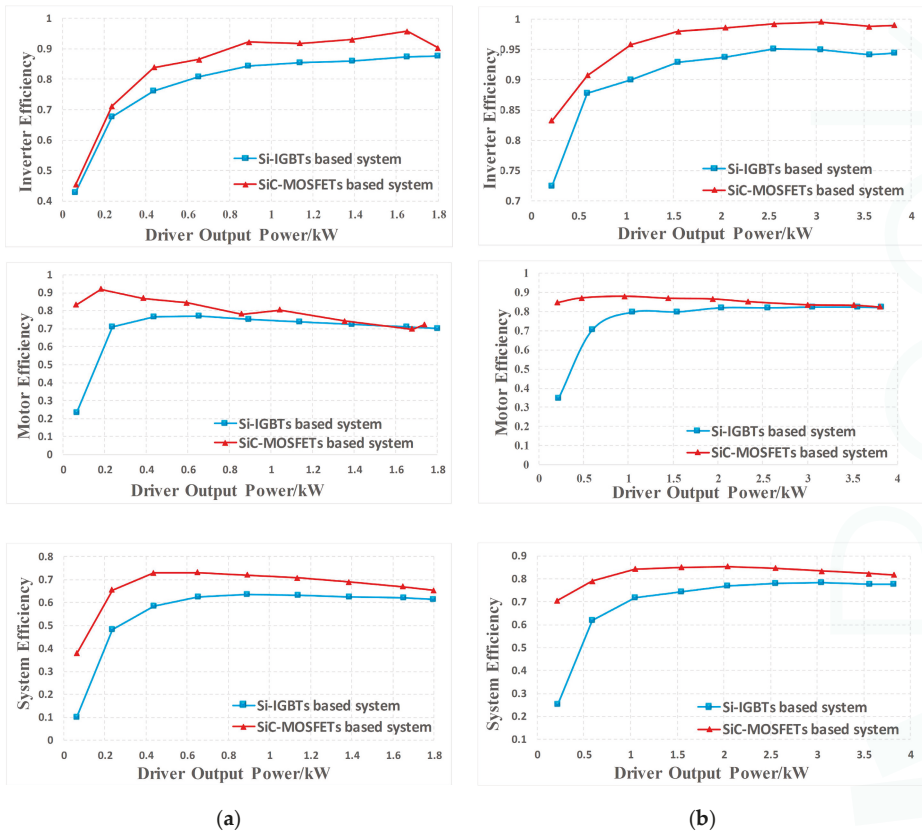 1
0.9
0.8
0.7
0.6
0.5
0.4
Inverter Efficiency
Si-IGBTs based system
SiC-MOSFETs based system
0 0.2 0.4 0.6 0.8 1 1.2 1.4 1.6 1.8
Driver Output Power/kW
1
0.95
0.9
0.85
0.8
0.75
0.7
Inverter Efficiency
Si-IGBTs based system
SiC-MOSFETs based system
0 0.5 1 1.5 2 2.5 3 3.5 4
Driver Output Power/kW
1
0.9
0.8
0.7
0.6
0.5
0.4
0.3
0.2
0.1
0
Motor Efficiency
Si-IGBTs based system
SiC-MOSFETs based system
0 0.2 0.4 0.6 0.8 1 1.2 1.4 1.6 1.8
Driver Output Power/kW
1
0.9
0.8
0.7
0.6
0.5
0.4
0.3
0.2
0.1
0
Motor Efficiency
Si-IGBTs based system
SiC-MOSFETs based system
0 0.5 1 1.5 2 2.5 3 3.5 4
Driver Output Power/kW
0.8
0.7
0.6
0.5
0.4
0.3
0.2
0.1
0
System Efficiency
Si-IGBTs based system
SiC-MOSFETs based system
0 0.2 0.4 0.6 0.8 1 1.2 1.4 1.6 1.8
Driver Output Power/kW
0.9
0.8
0.7
0.6
0.5
0.4
0.3
0.2
0.1
System Efficiency
Si-IGBTs based system
SiC-MOSFETs based system
0 0.5 1 1.5 2 2.5 3 3.5 4
Driver Output Power/kW
(a)
(b)